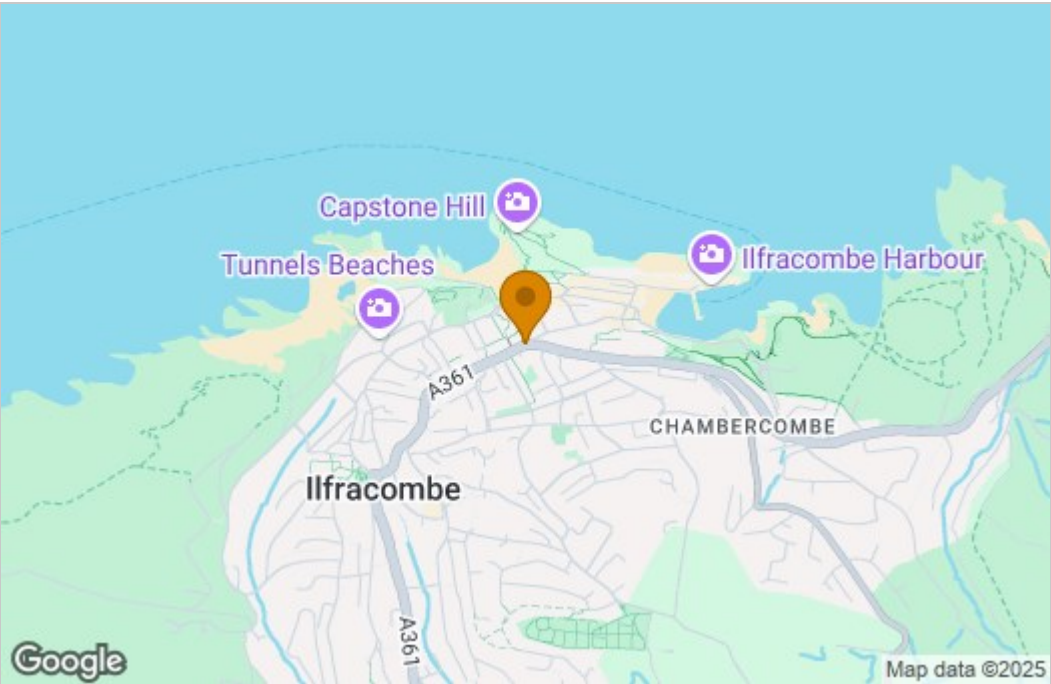 Capstone Hill
Tunnels Beaches
Ilfracombe Harbour
A361
CHAMBERCOMBE
Ilfracombe
A361
Google
Map data ©2025